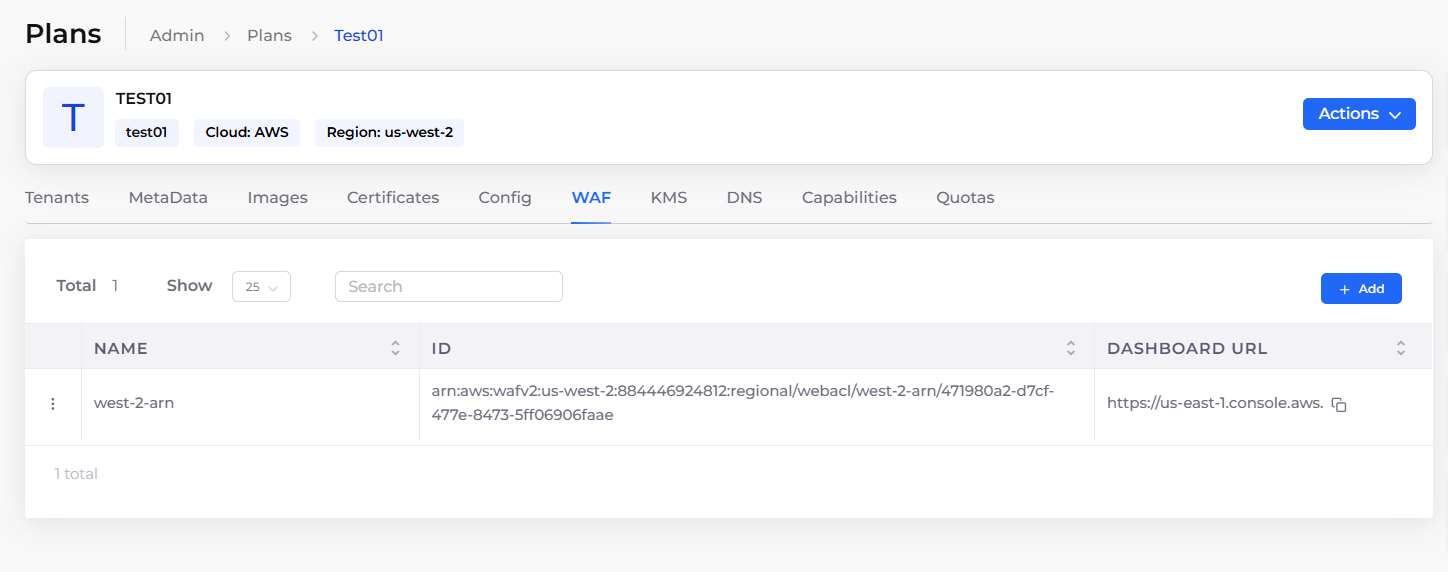 Plans Admin > Plans > Test01
T
TEST01
test01 Cloud: AWS Region: us-west-2
Actions
Tenants MetaData Images Certificates Config WAF KMS DNS Capabilities Quotas
Total 1 Show 25 Search + Add
NAME ID DASHBOARD URL
west-2-arn arn:aws:wafv2:us-west-2:884446924812:regional/webacl/west-2-arn/471980a2-d7cf- https://us-east-1.console.aws.
477e-8473-5ff06906faae
1 total